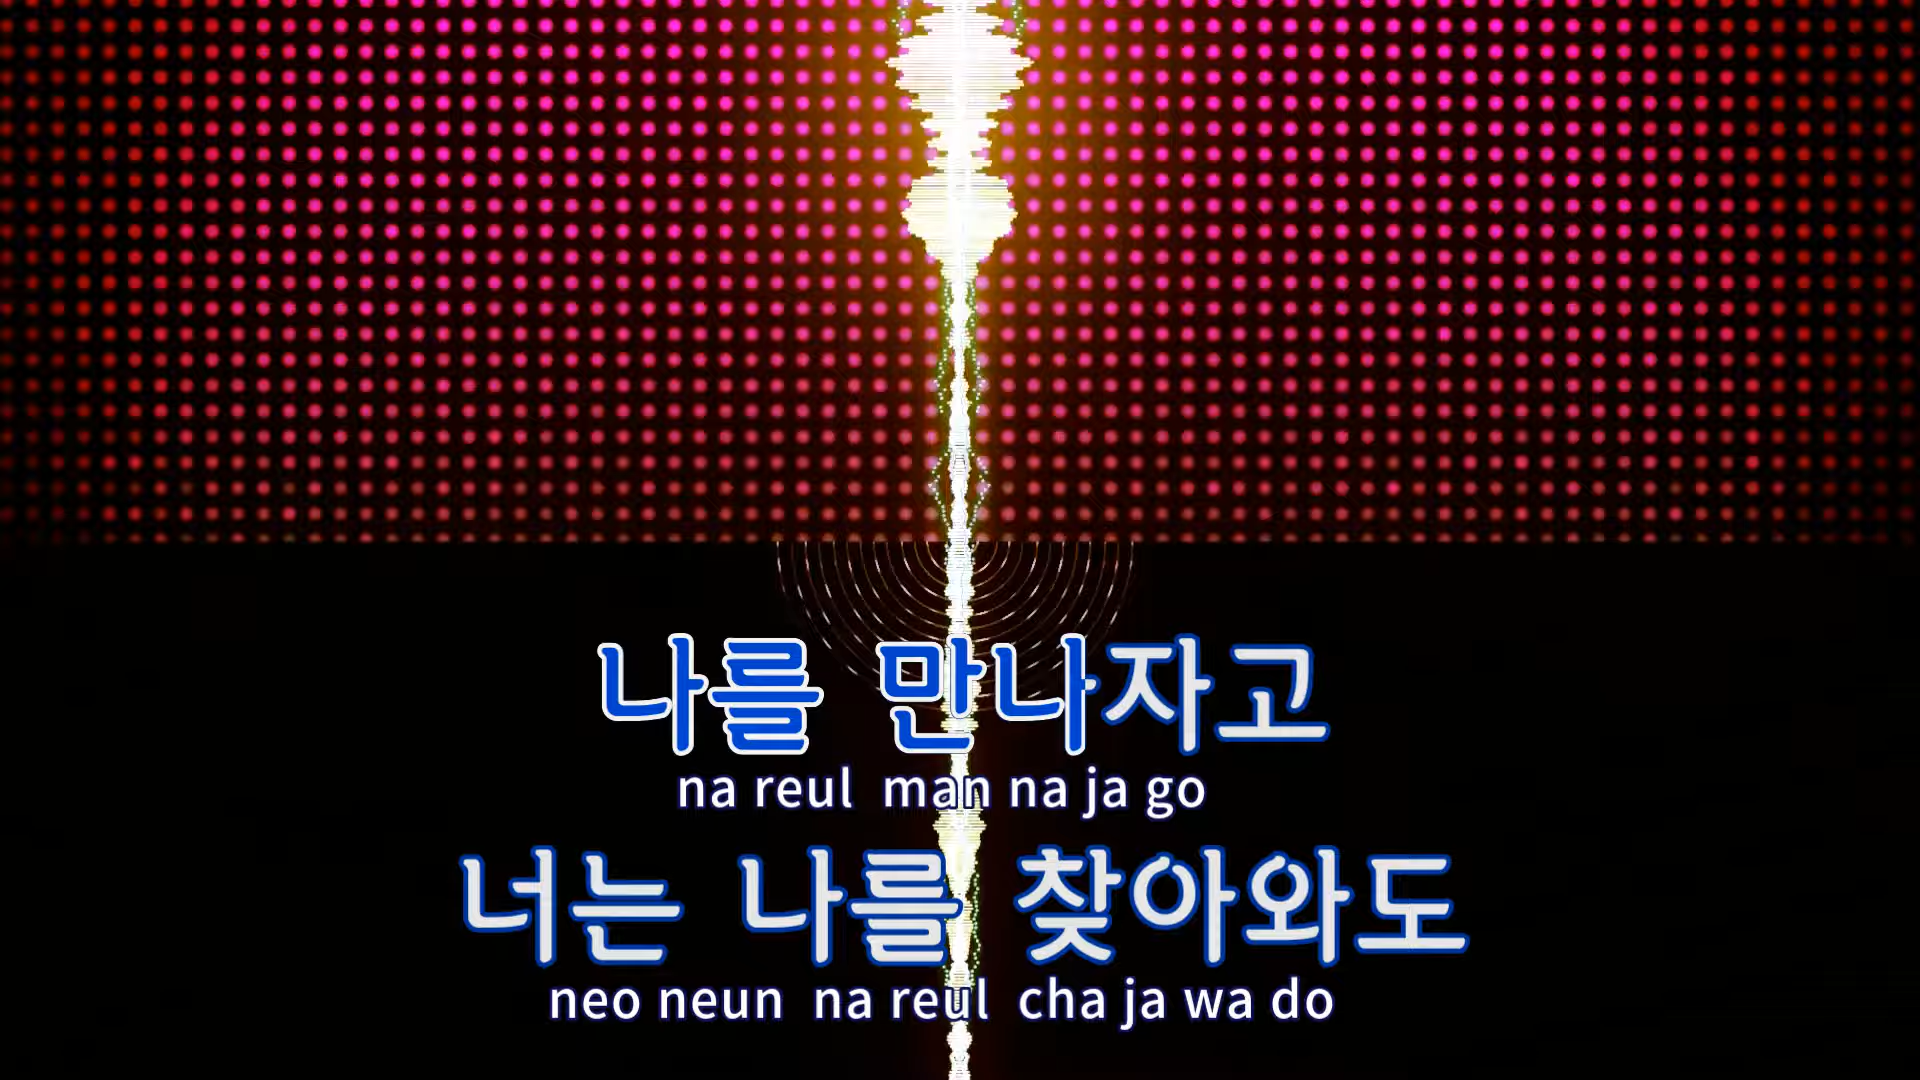 나를 만나자고
na reul man na ja go
너는 나를 찾아와도
neo neun na reul cha ja wa do